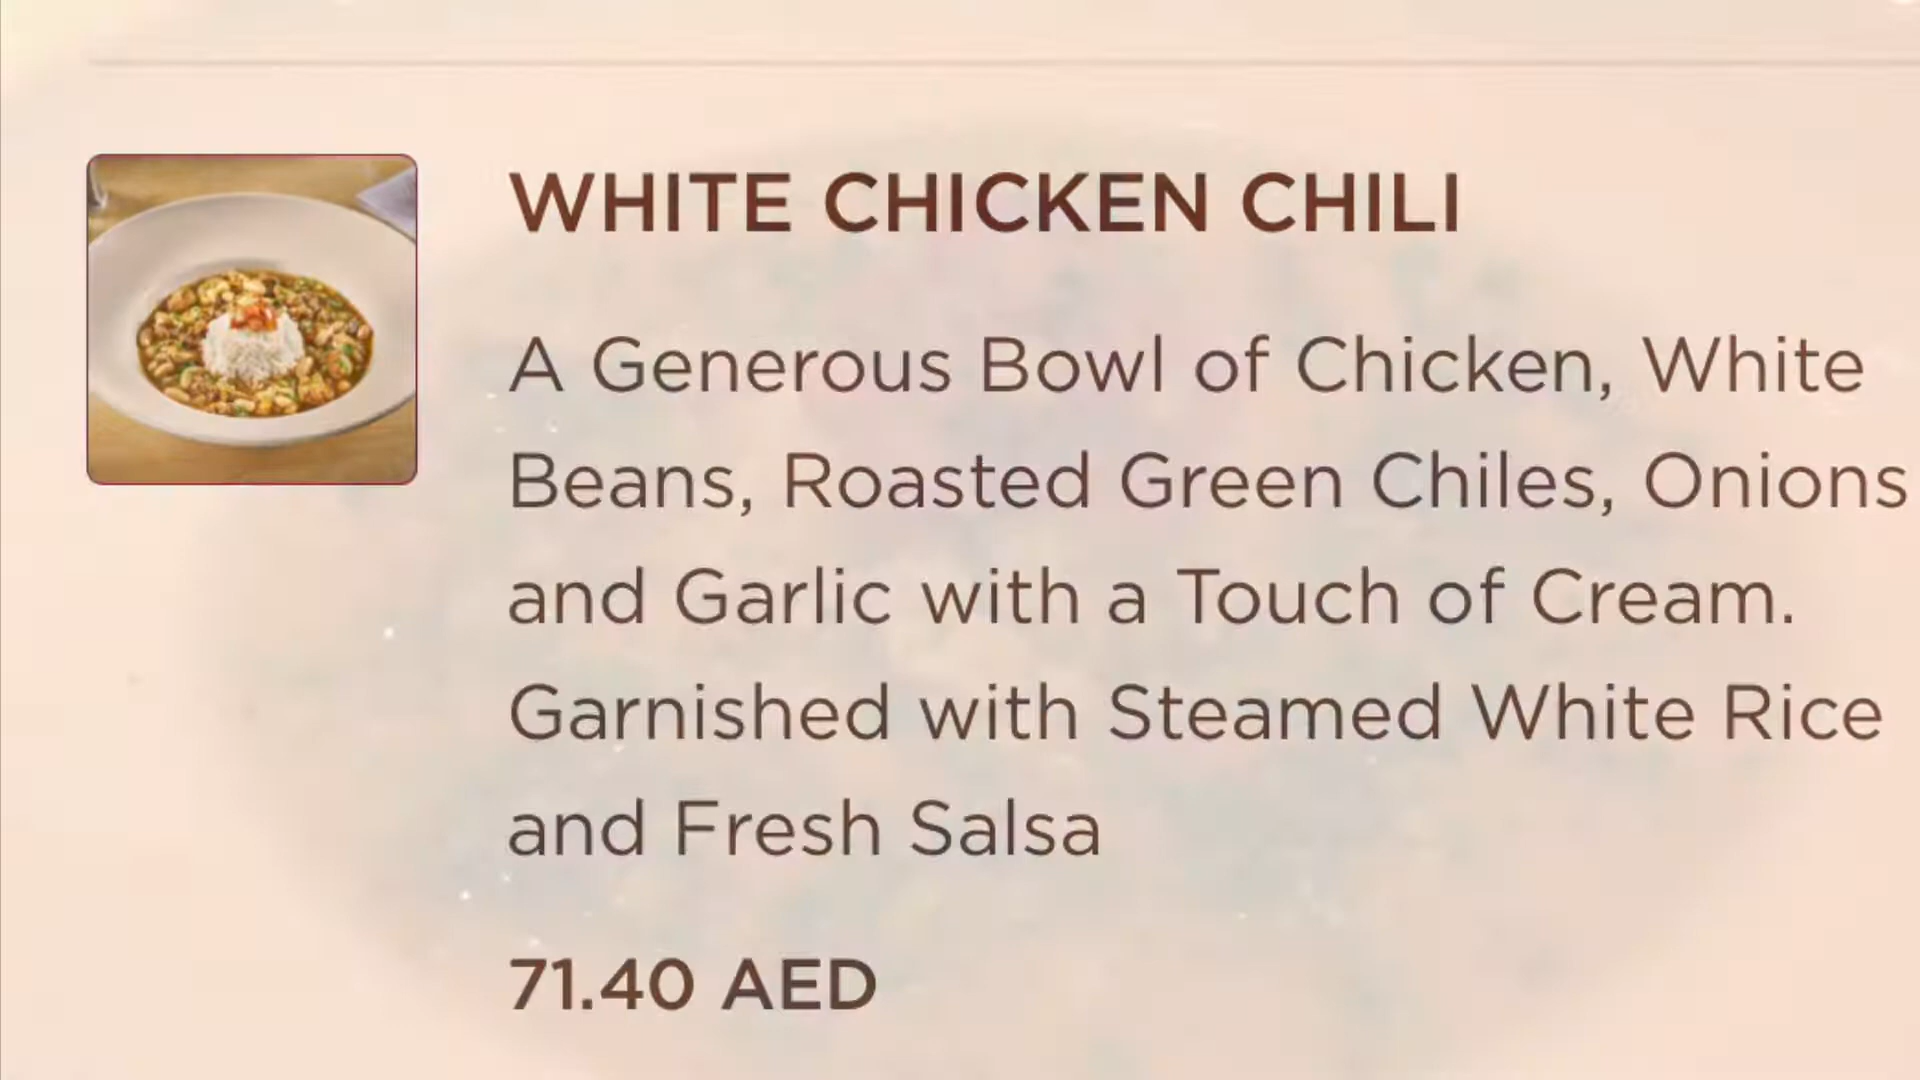 WHITE CHICKEN CHILI
A Generous Bowl of Chicken, White
Beans, Roasted Green Chiles, Onions
and Garlic with a Touch of Cream.
Garnished with Steamed White Rice
and Fresh Salsa
71.40 AED